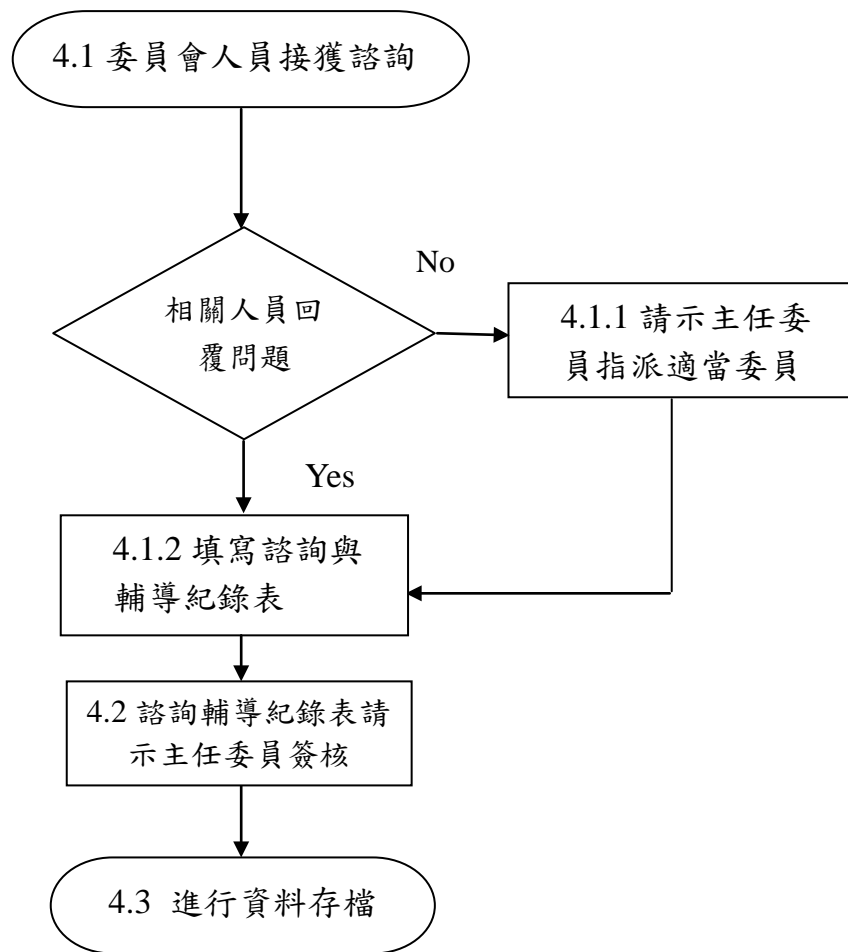 4.1 委員會人員接獲諮詢
No
相關人員回
覆問題
4.1.1 請示主任委
員指派適當委員
Yes
4.1.2 填寫諮詢與
輔導紀錄表
4.2 諮詢輔導紀錄表請
示主任委員簽核
4.3 進行資料存檔